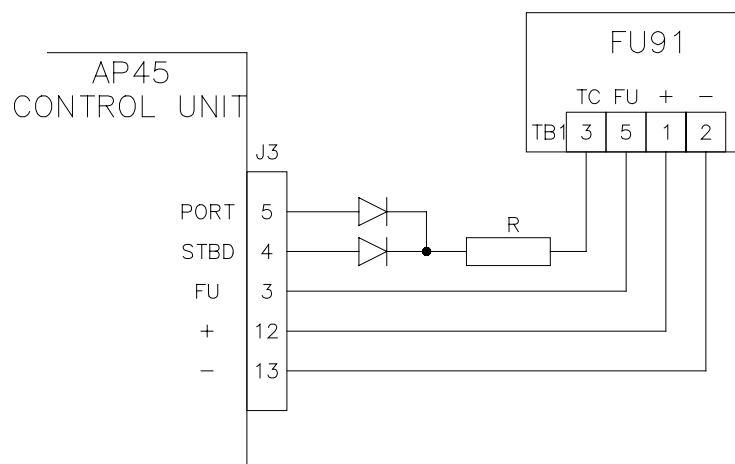 FU91
AP45
CONTROL UNIT
TC FU + −
TB1 3 5 1 2
J3
PORT 5
STBD 4
R
FU 3
+ 12
− 13